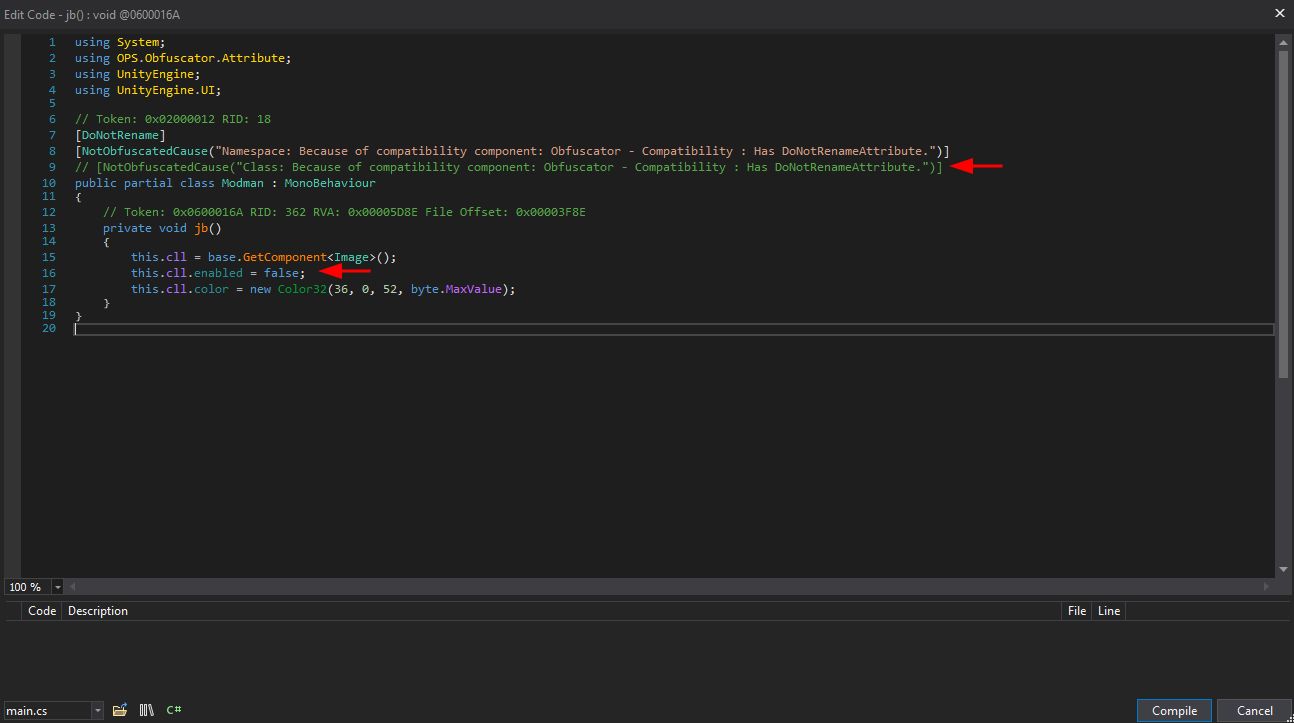 Edit Code - jb() : void @0600016A
1 using System;
2 using OPS.Obfuscator.Attribute;
3 using UnityEngine;
4 using UnityEngine.UI;
5
6 // Token: 0x02000012 RID: 18
7 [DoNotRename]
8 [NotObfuscatedCause("Namespace: Because of compatibility component: Obfuscator - Compatibility : Has DoNotRenameAttribute.")]
9 // [NotObfuscatedCause("Class: Because of compatibility component: Obfuscator - Compatibility : Has DoNotRenameAttribute.")]
10 public partial class Modman : MonoBehaviour
11 {
12 // Token: 0x0600016A RID: 362 RVA: 0x00005D8E File Offset: 0x00003F8E
13 private void jb()
14 {
15 this.cll = base.GetComponent<Image>();
16 this.cll.enabled = false;
17 this.cll.color = new Color32(36, 0, 52, byte.MaxValue);
18 }
19 }
20
100 %
Code Description File Line
main.cs C# Compile Cancel